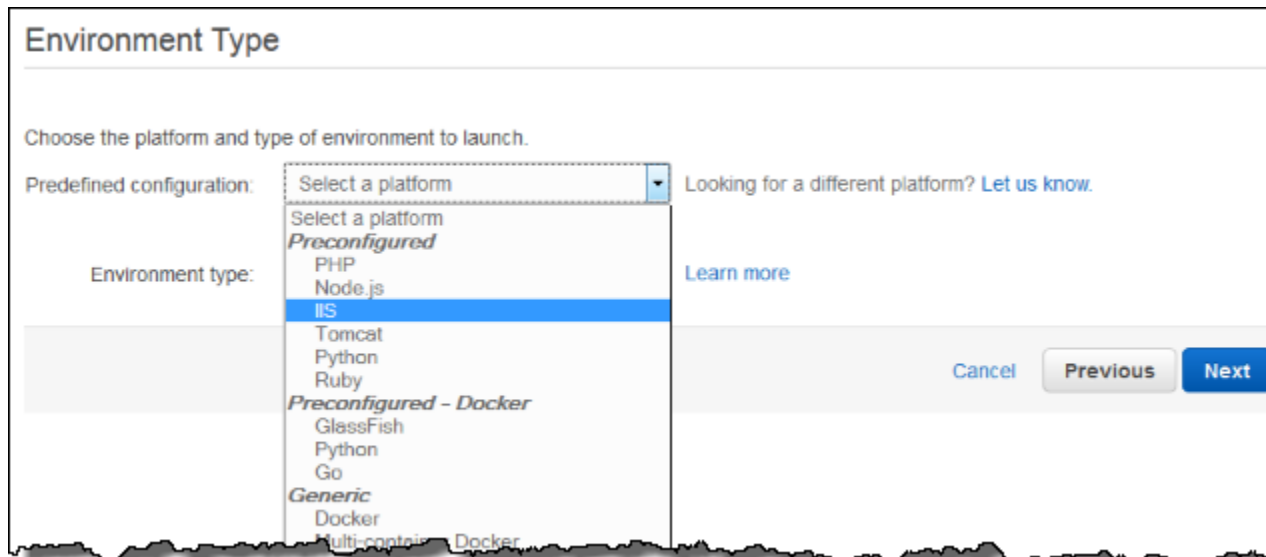 Environment Type
Choose the platform and type of environment to launch.
Predefined configuration: Select a platform Looking for a different platform? Let us know.
Select a platform
Preconfigured
PHP
Environment type: Learn more
Node.js
IIS
Tomcat
Python
Ruby
Cancel Previous Next
Preconfigured - Docker
GlassFish
Python
Go
Generic
Docker
Docker